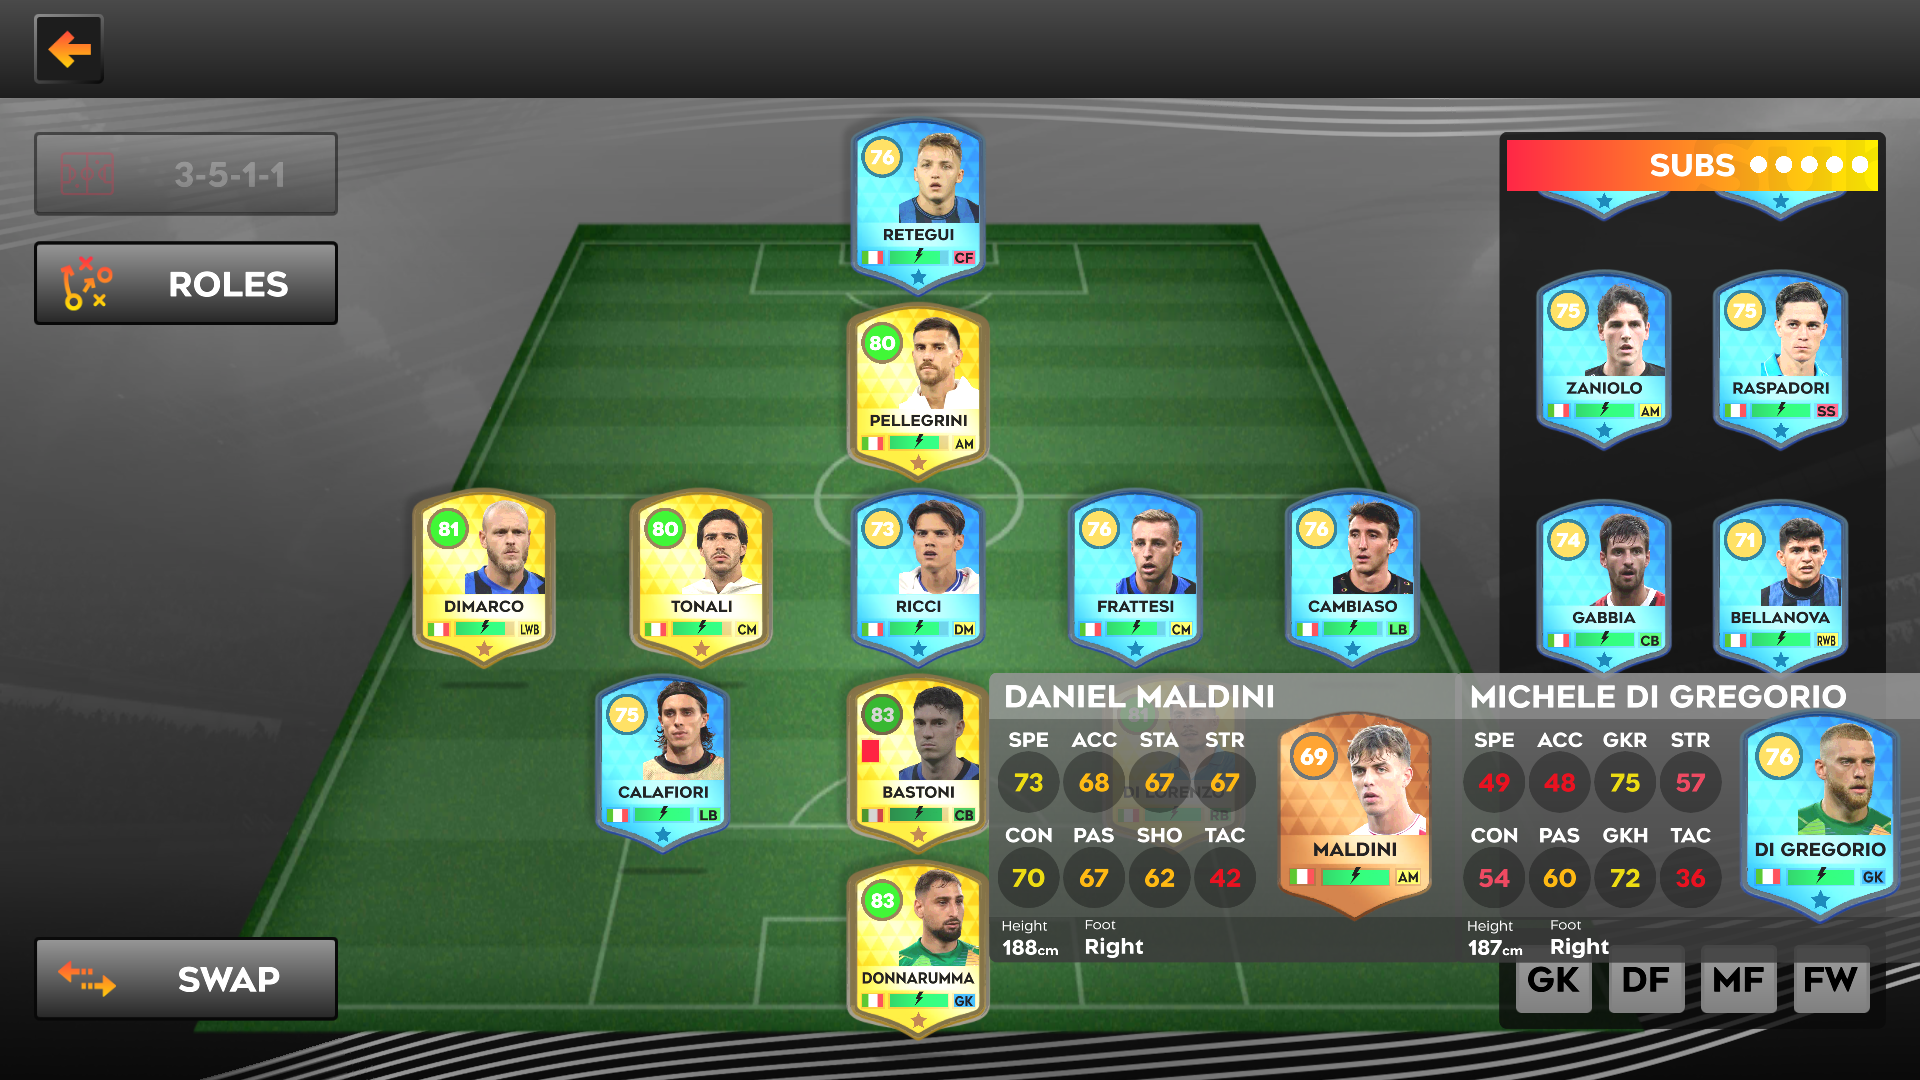 3-5-1-1
ROLES
SWAP
76
RETEGUI
CF
80
PELLEGRINI
AM
81
DIMARCO
LWB
80
TONALI
CM
73
RICCI
DM
76
FRATTESI
CM
76
CAMBIASO
LB
75
CALAFIORI
LB
83
BASTONI
CB
81
DI LORENZO
RB
83
DONNARUMMA
GK
SUBS
75
ZANIOLO
AM
75
RASPADORI
SS
74
GABBIA
CB
71
BELLANOVA
RWB
DANIEL MALDINI
SPE ACC STA STR
73 68 67 67
CON PAS SHO TAC
70 67 62 42
Height Foot
188cm Right
69
MALDINI
AM
MICHELE DI GREGORIO
SPE ACC GKR STR
49 48 75 57
CON PAS GKH TAC
54 60 72 36
Height Foot
187cm Right
76
DI GREGORIO
GK
GK DF MF FW